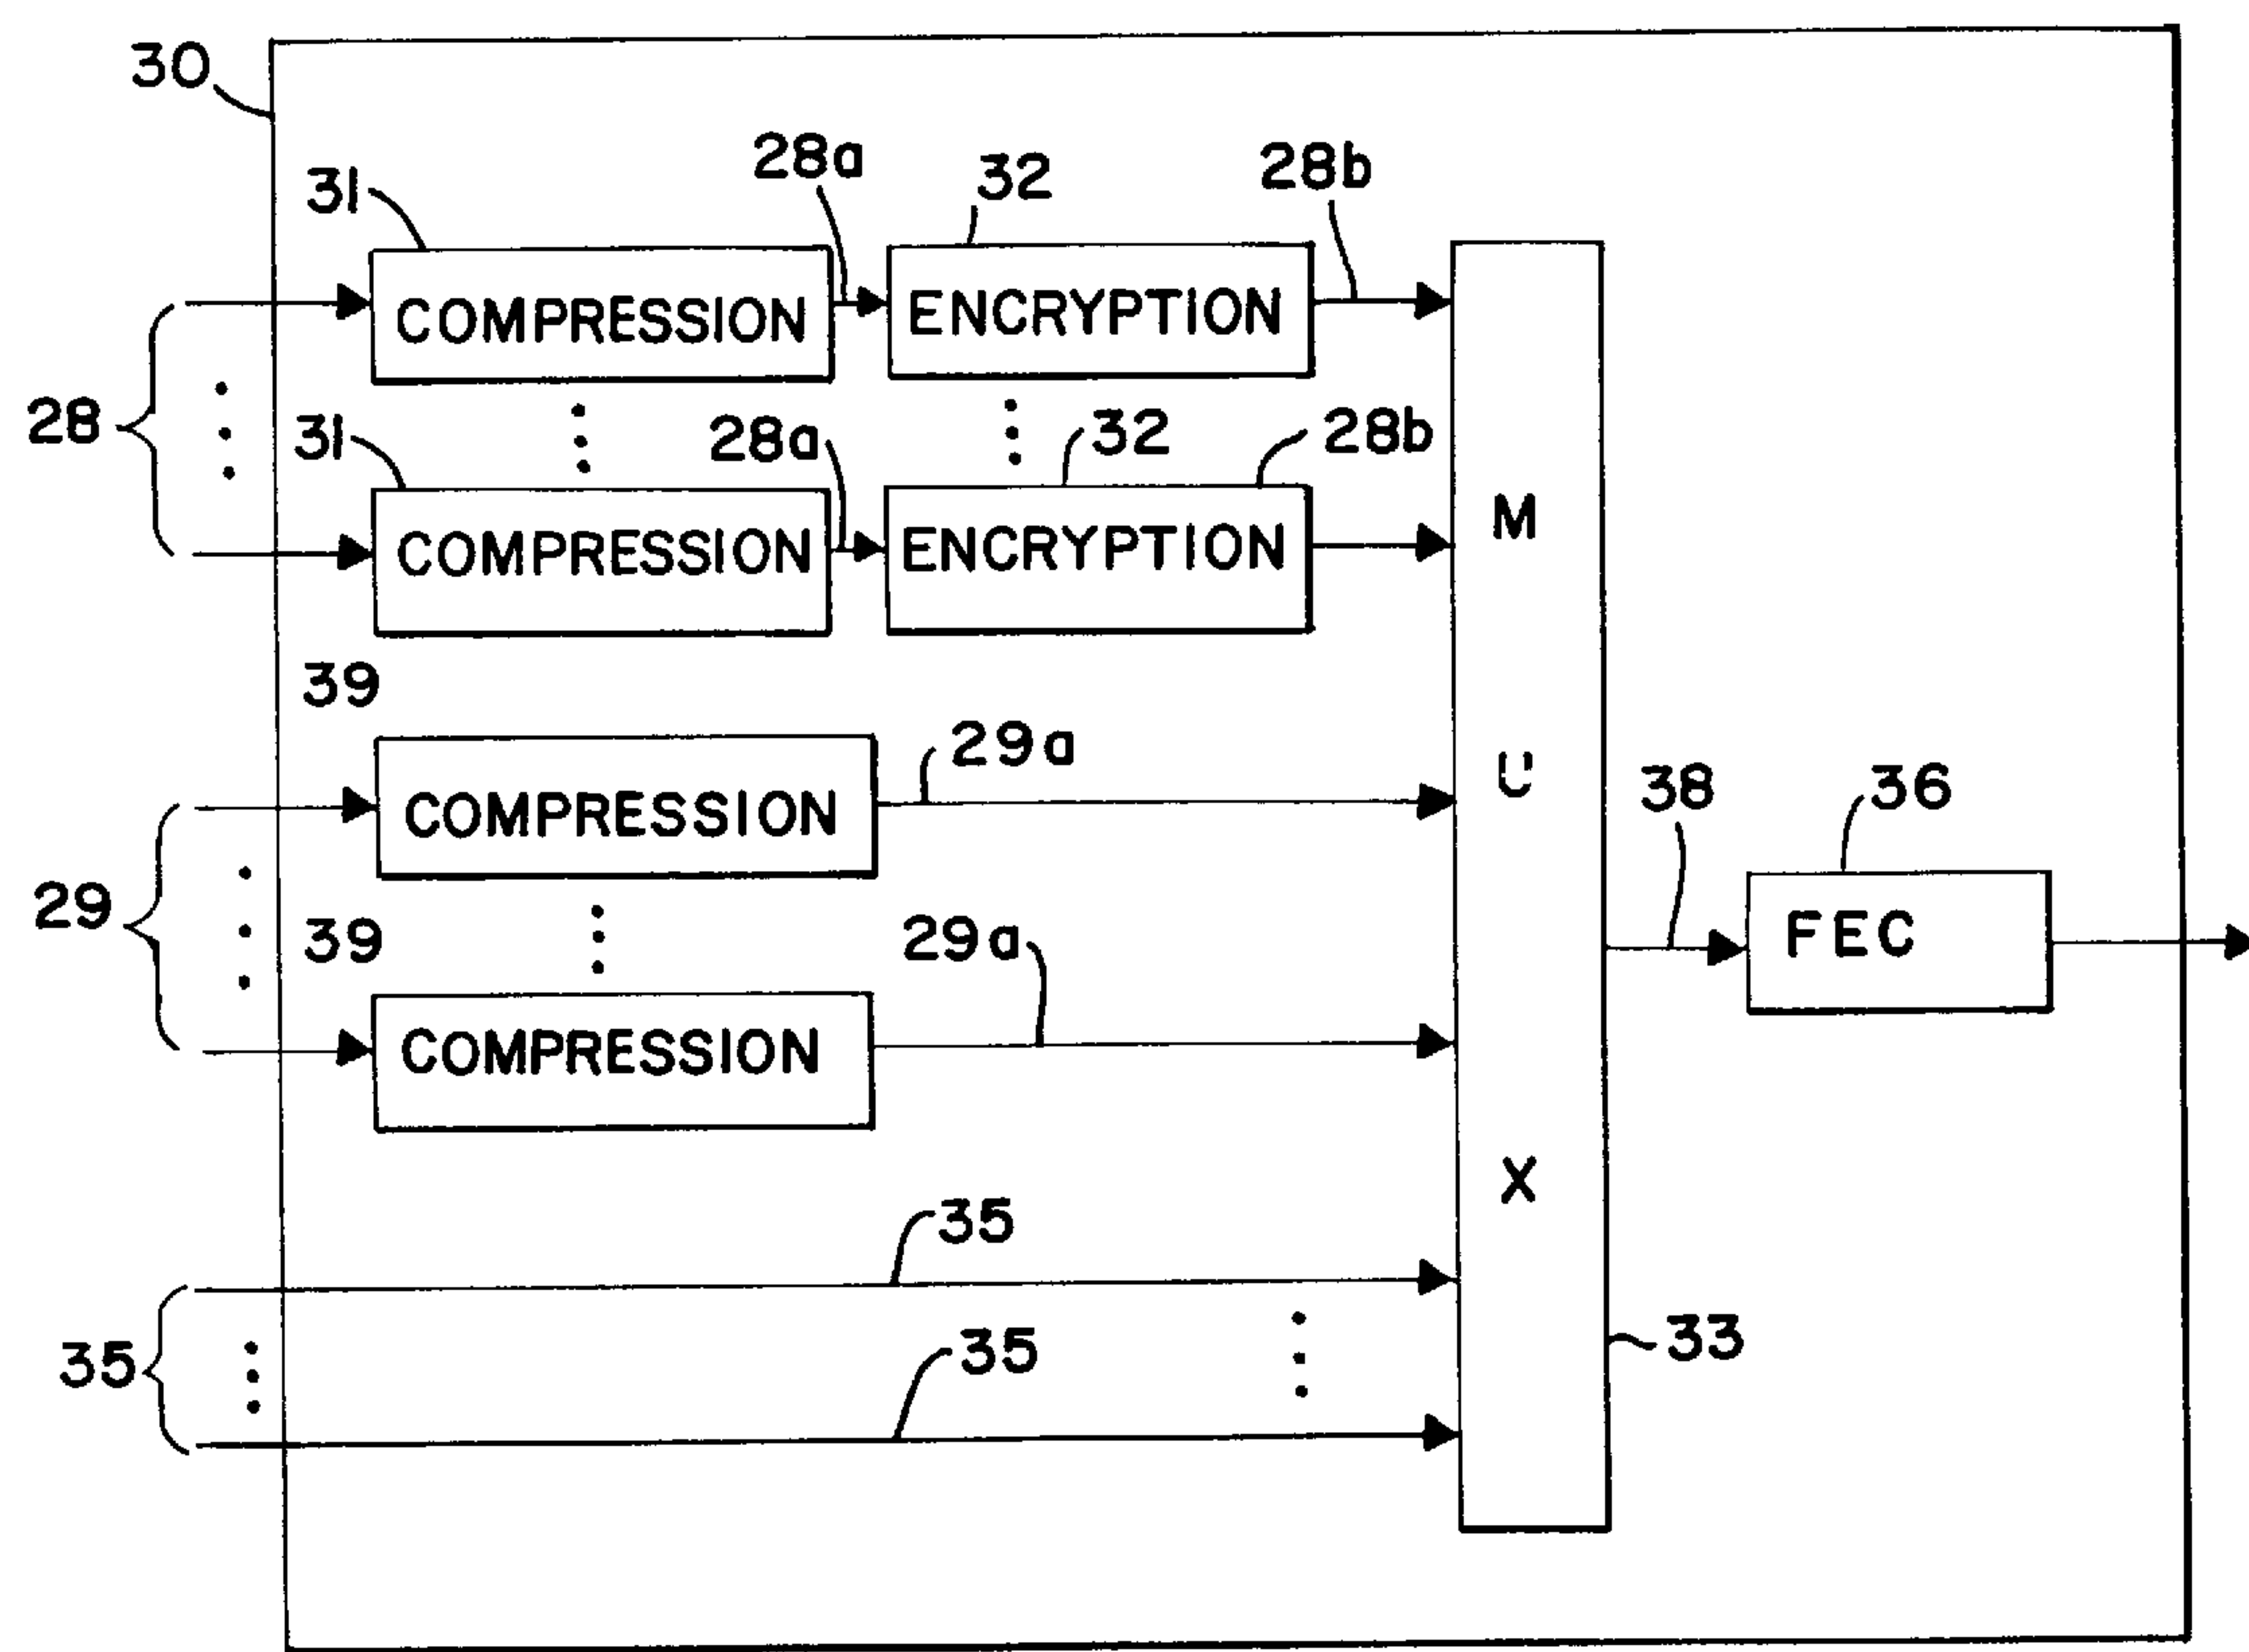 30
31 28a 32 28b
COMPRESSION ENCRYPTION
28 31 28a 32 28b
COMPRESSION ENCRYPTION
M
39
29a
COMPRESSION
U
38 36
29 39 29a
FEC
COMPRESSION
X
35
35 35
33